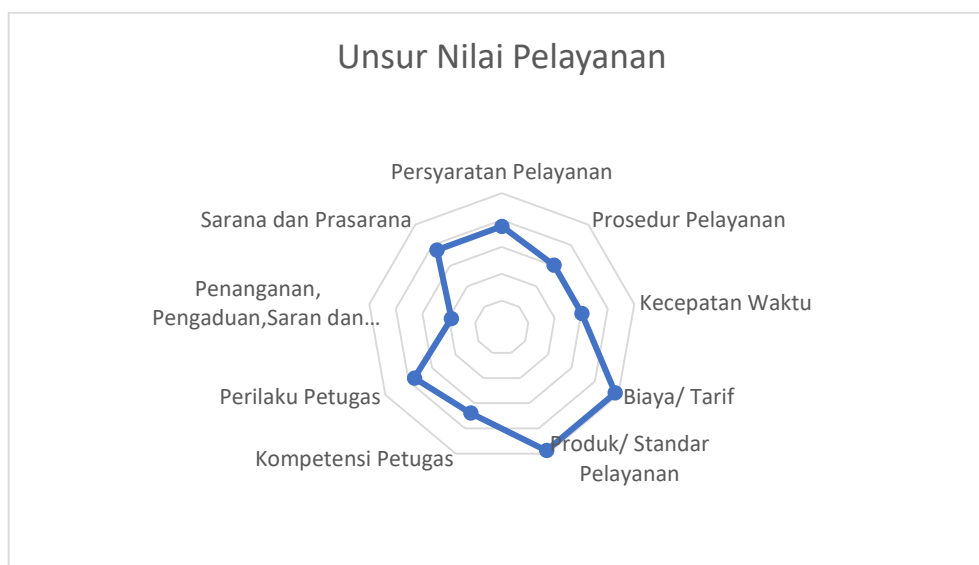 Unsur Nilai Pelayanan
Persyaratan Pelayanan
Prosedur Pelayanan
Kecepatan Waktu
Biaya/ Tarif
Produk/ Standar
Pelayanan
Kompetensi Petugas
Perilaku Petugas
Penanganan,
Pengaduan,Saran dan...
Sarana dan Prasarana